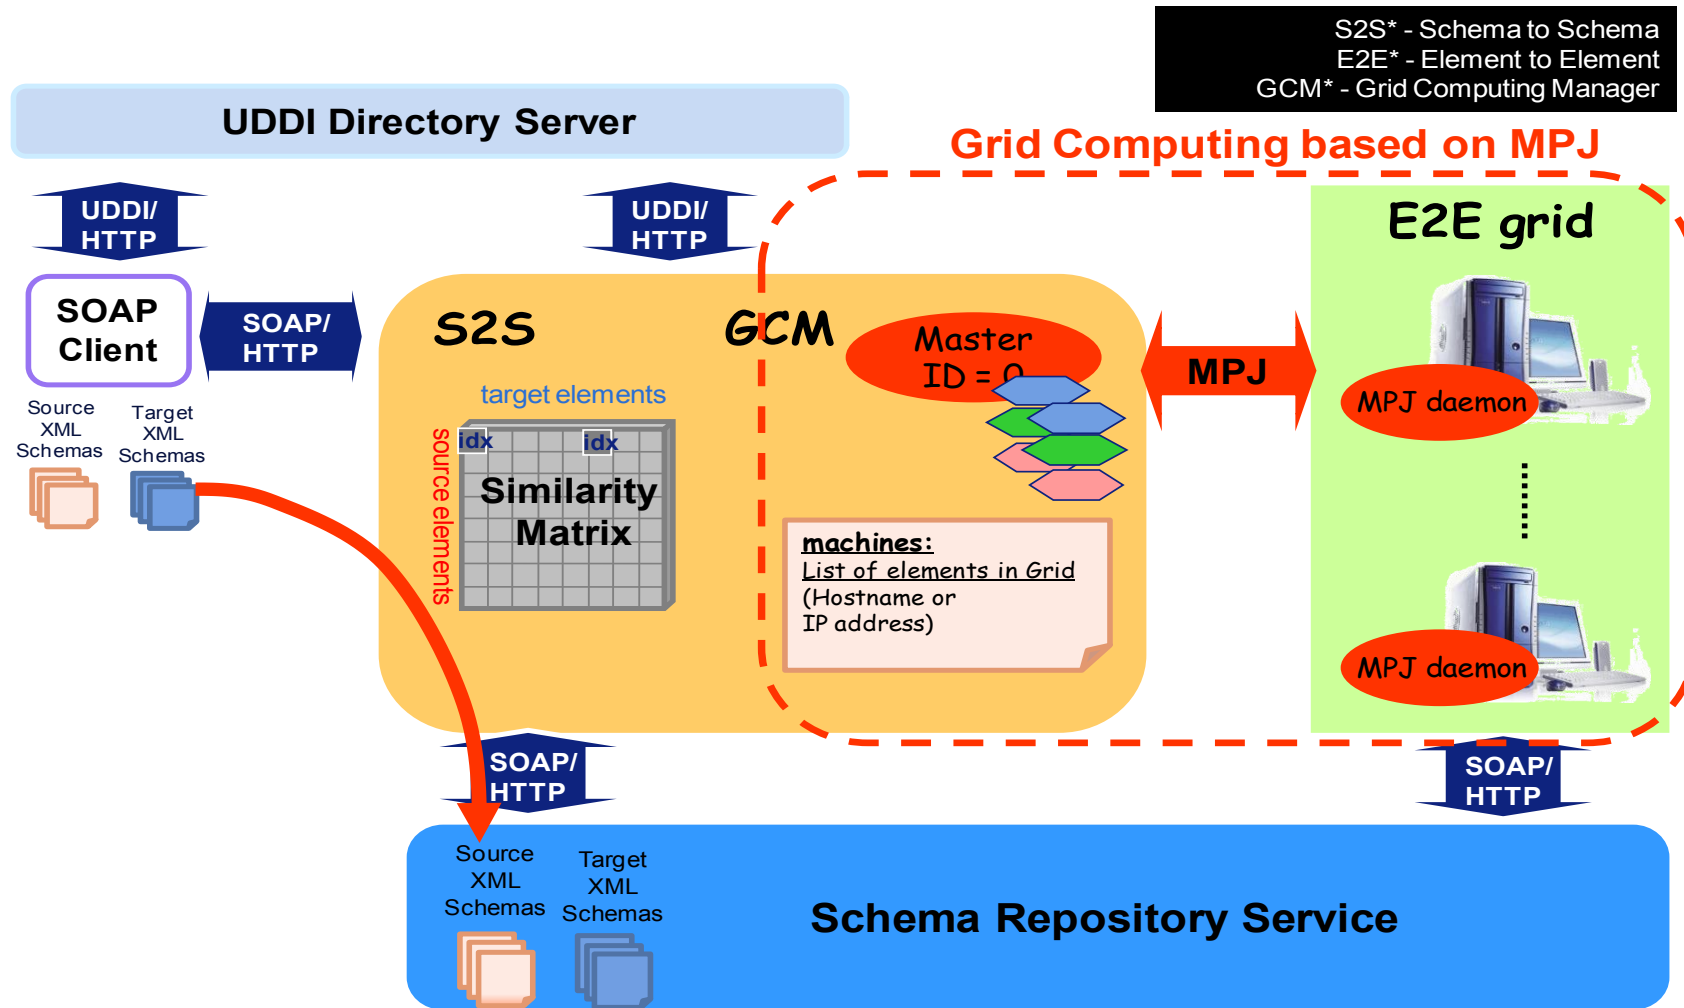 S2S* - Schema to Schema
E2E* - Element to Element
GCM* - Grid Computing Manager
UDDI Directory Server
Grid Computing based on MPJ
UDDI/
HTTP
UDDI/
HTTP
E2E grid
SOAP
Client
SOAP/
HTTP
S2S
GCM
Master
ID = 0
MPJ
MPJ daemon
Source
XML
Schemas
Target
XML
Schemas
target elements
source elements
idx
idx
Similarity
Matrix
machines:
List of elements in Grid
(Hostname or
IP address)
MPJ daemon
SOAP/
HTTP
SOAP/
HTTP
Source
XML
Schemas
Target
XML
Schemas
Schema Repository Service